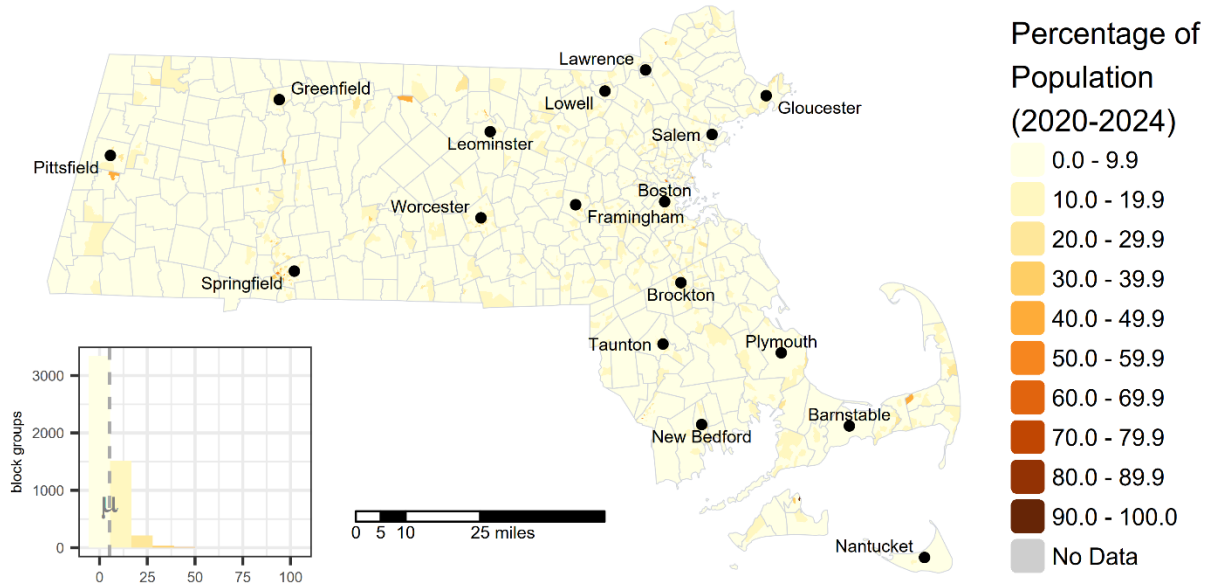 Percentage of
Population
(2020-2024)
0.0 - 9.9
10.0 - 19.9
20.0 - 29.9
30.0 - 39.9
40.0 - 49.9
50.0 - 59.9
60.0 - 69.9
70.0 - 79.9
80.0 - 89.9
90.0 - 100.0
No Data
Lawrence
Greenfield
Lowell
Gloucester
Leominster
Salem
Pittsfield
Boston
Worcester
Framingham
Springfield
Brockton
Taunton
Plymouth
Barnstable
New Bedford
Nantucket
block groups
3000
2000
1000
0
μ
0 25 50 75 100
0 5 10 25 miles